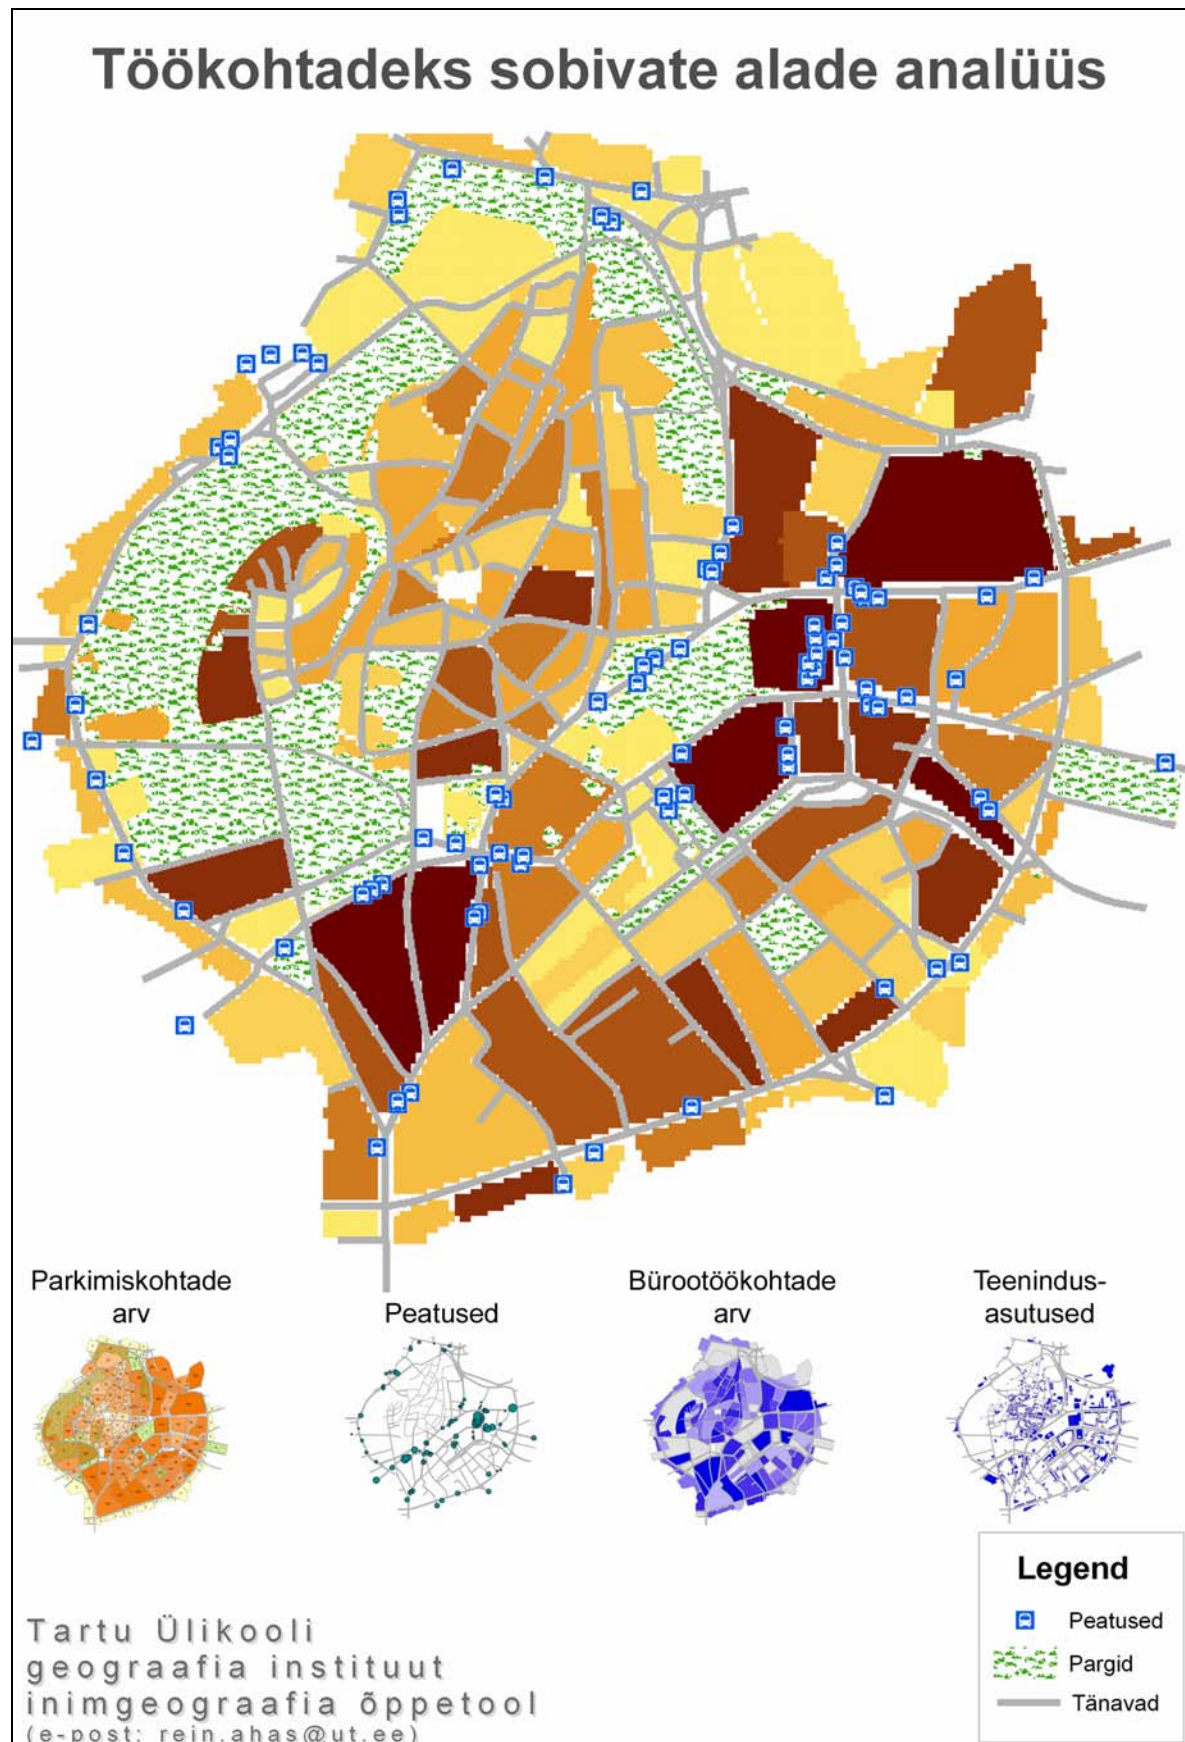 Töökohtadeks sobivate alade analüüs
Parkimiskohtade
arv
Peatused
Bürootöökohtade
arv
Teenindus-
asutused
Legend
Peatused
Pargid
Tänavad
Tartu Ülikooli
geograafia instituut
inimgeograafia õppetool
(e-post: rein.ahas@ut.ee)